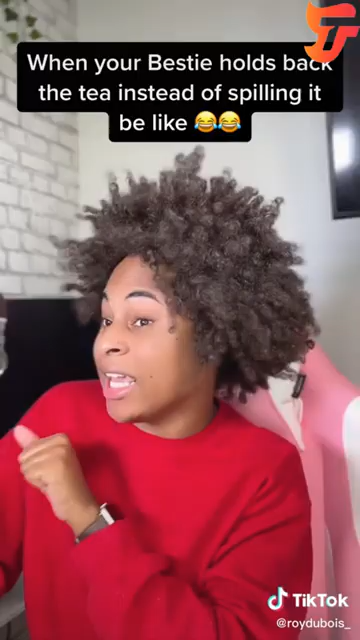 When your Bestie holds back
the tea instead of spilling it
be like 😂😂
TikTok
@roydubois_